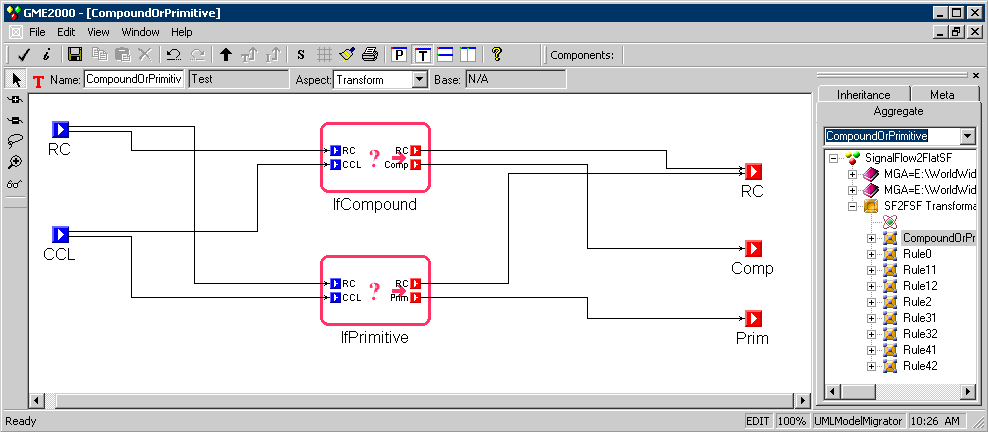 GME2000 - [CompoundOrPrimitive]
File Edit View Window Help
i S P T ? Components:
T Name: CompoundOrPrimitiv Test Aspect: Transform Base: N/A
Inheritance Meta
Aggregate
CompoundOrPrimitive
SignalFlow2FlatSF
MGA=E:\WorldWid
MGA=E:\WorldWid
SF2FSF Transforma
CompoundOrPr
Rule0
Rule11
Rule12
Rule2
Rule31
Rule32
Rule41
Rule42
RC
CCL
RC RC
CCL ? Comp
IfCompound
RC RC
CCL ? Prim
IfPrimitive
RC
Comp
Prim
Ready EDIT 100% UMLModelMigrator 10:26 AM